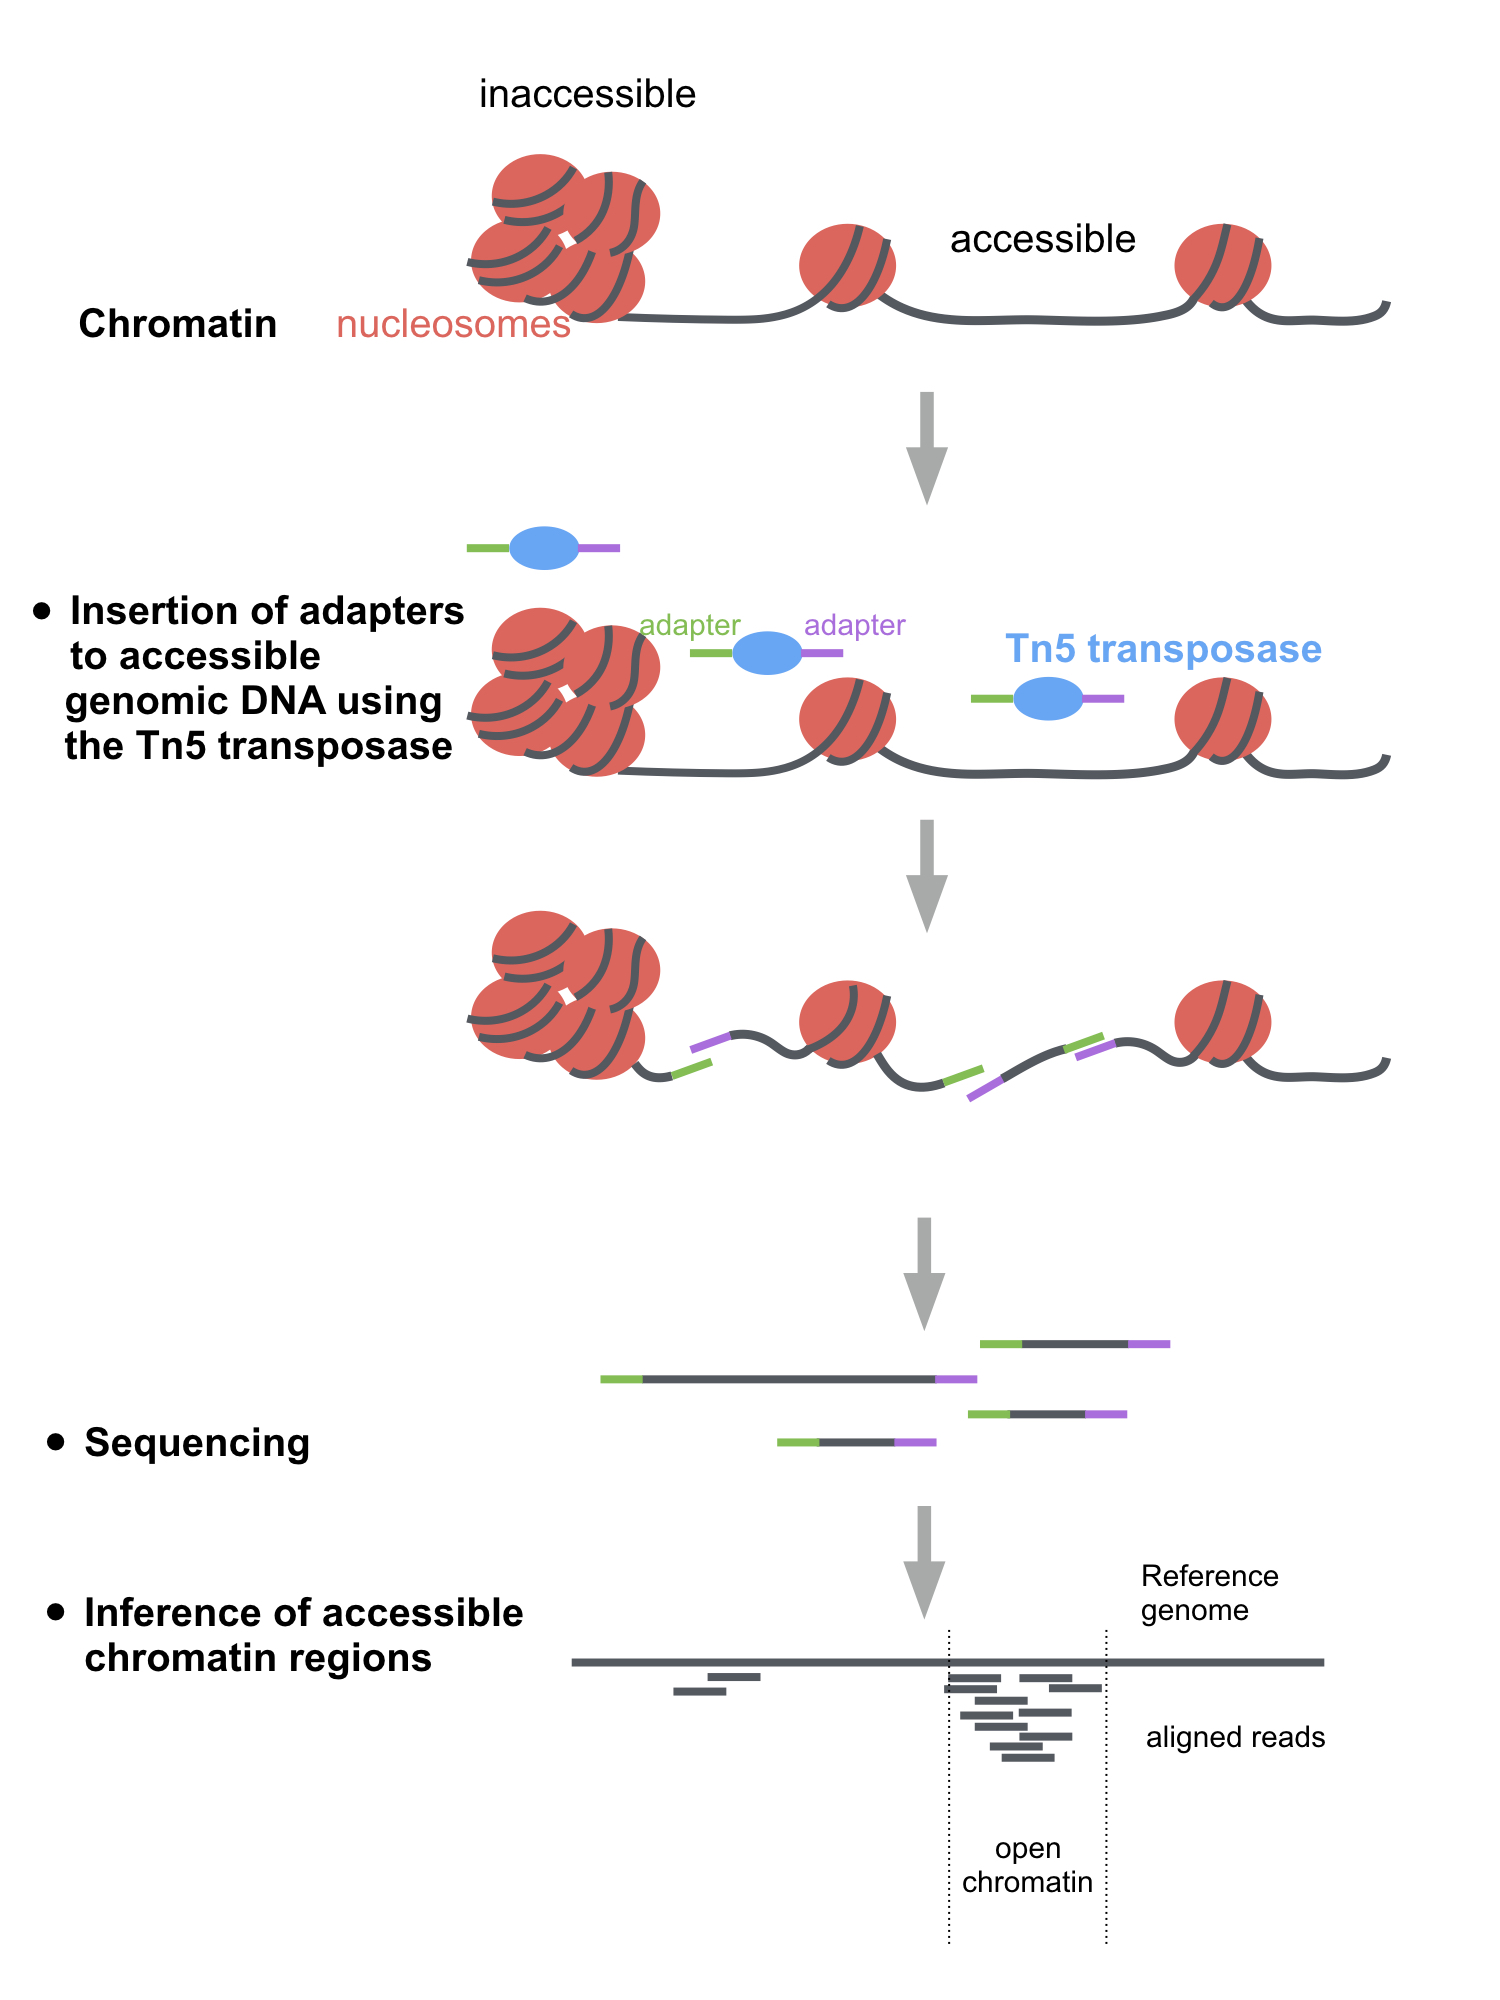 inaccessible
accessible
Chromatin
nucleosomes
• Insertion of adapters
to accessible
genomic DNA using
the Tn5 transposase
adapter
adapter
Tn5 transposase
• Sequencing
• Inference of accessible
chromatin regions
Reference
genome
aligned reads
open
chromatin